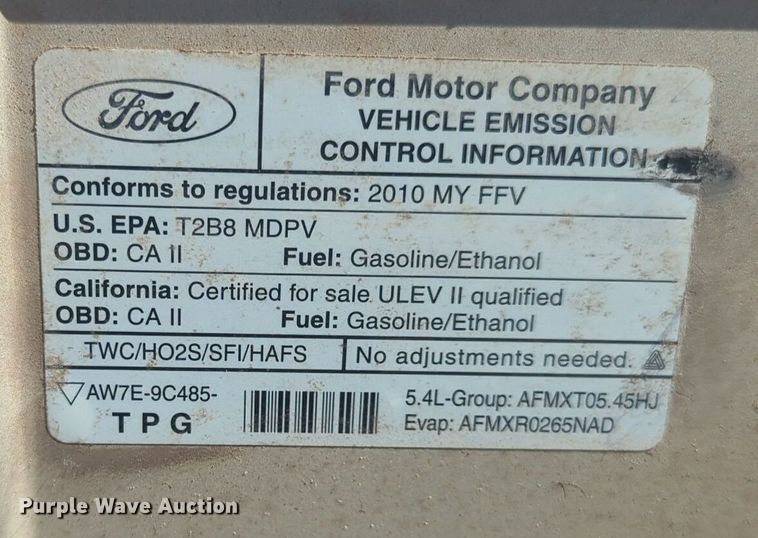 Ford
Ford Motor Company
VEHICLE EMISSION
CONTROL INFORMATION
Conforms to regulations: 2010 MY FFV
U.S. EPA: T2B8 MDPV
OBD: CA II Fuel: Gasoline/Ethanol
California: Certified for sale ULEV II qualified
OBD: CA II Fuel: Gasoline/Ethanol
TWC/HO2S/SFI/HAFS No adjustments needed.
AW7E-9C485- 5.4L-Group: AFMXT05.45HJ
TPG Evap: AFMXR0265NAD
Purple Wave Auction